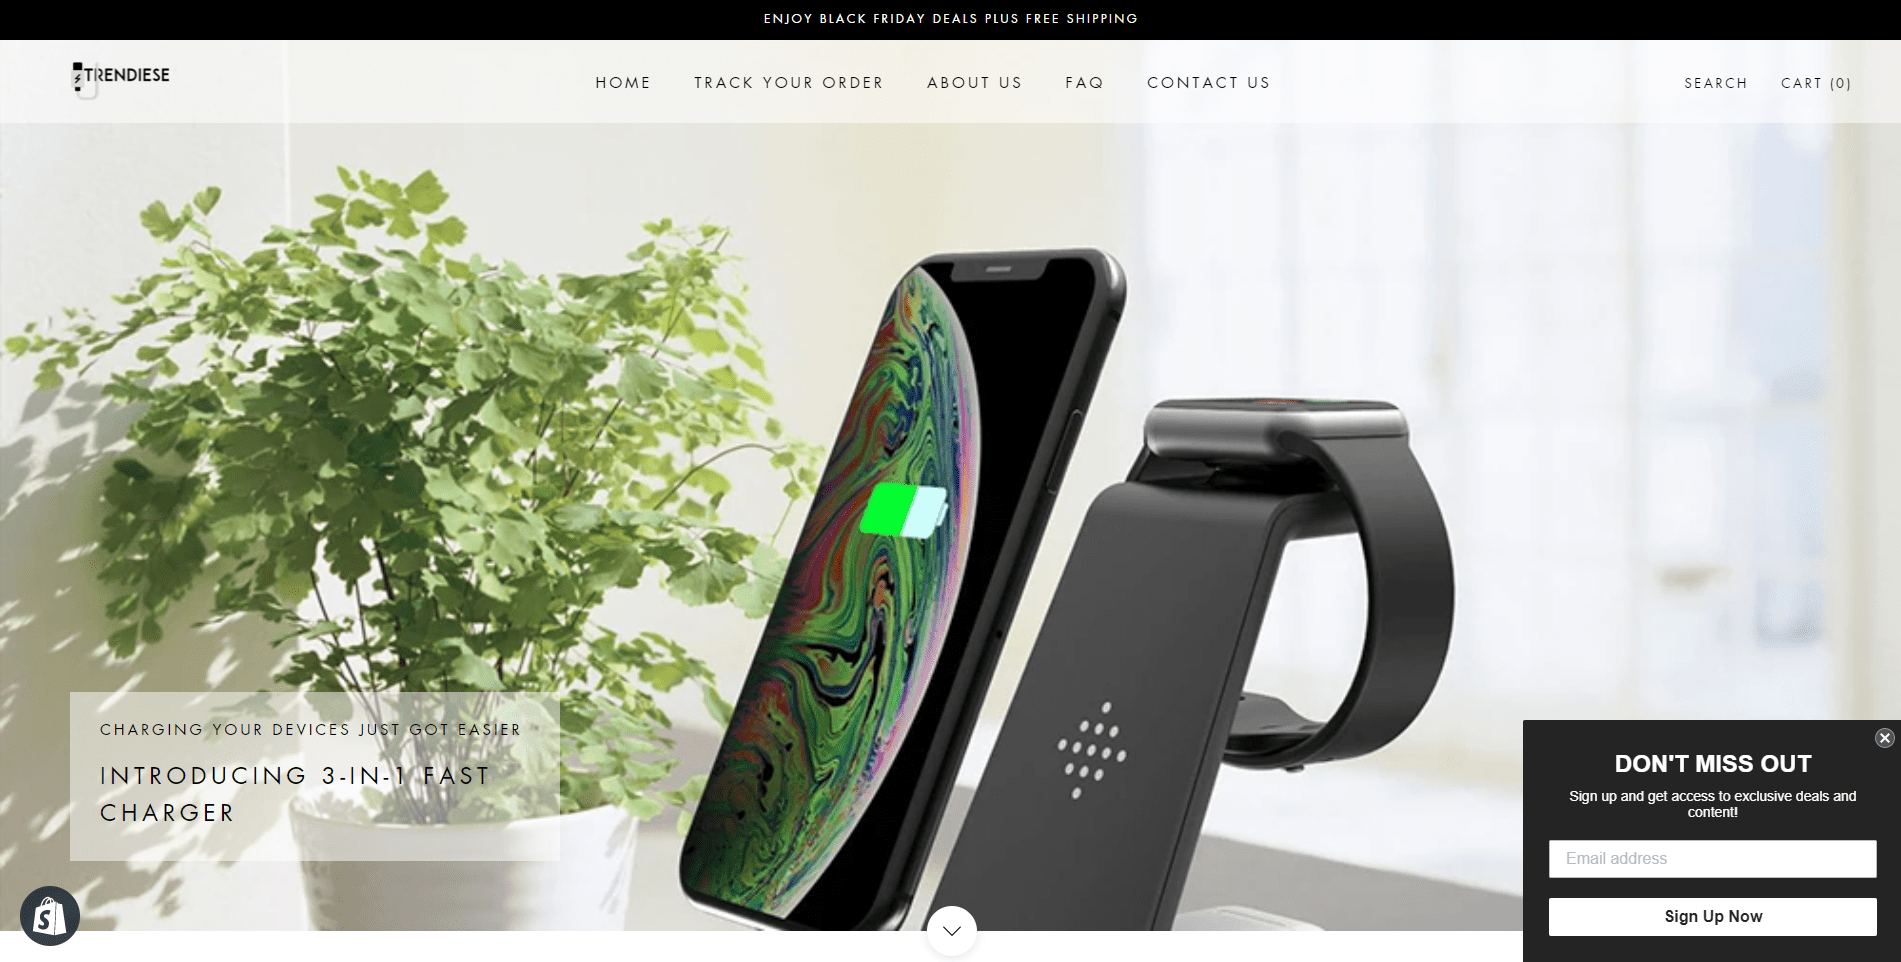 ENJOY BLACK FRIDAY DEALS PLUS FREE SHIPPING
TRENDIESE
HOME TRACK YOUR ORDER ABOUT US FAQ CONTACT US
SEARCH CART (0)
CHARGING YOUR DEVICES JUST GOT EASIER
INTRODUCING 3-IN-1 FAST
CHARGER
DON'T MISS OUT
Sign up and get access to exclusive deals and
content!
Email address
Sign Up Now
S